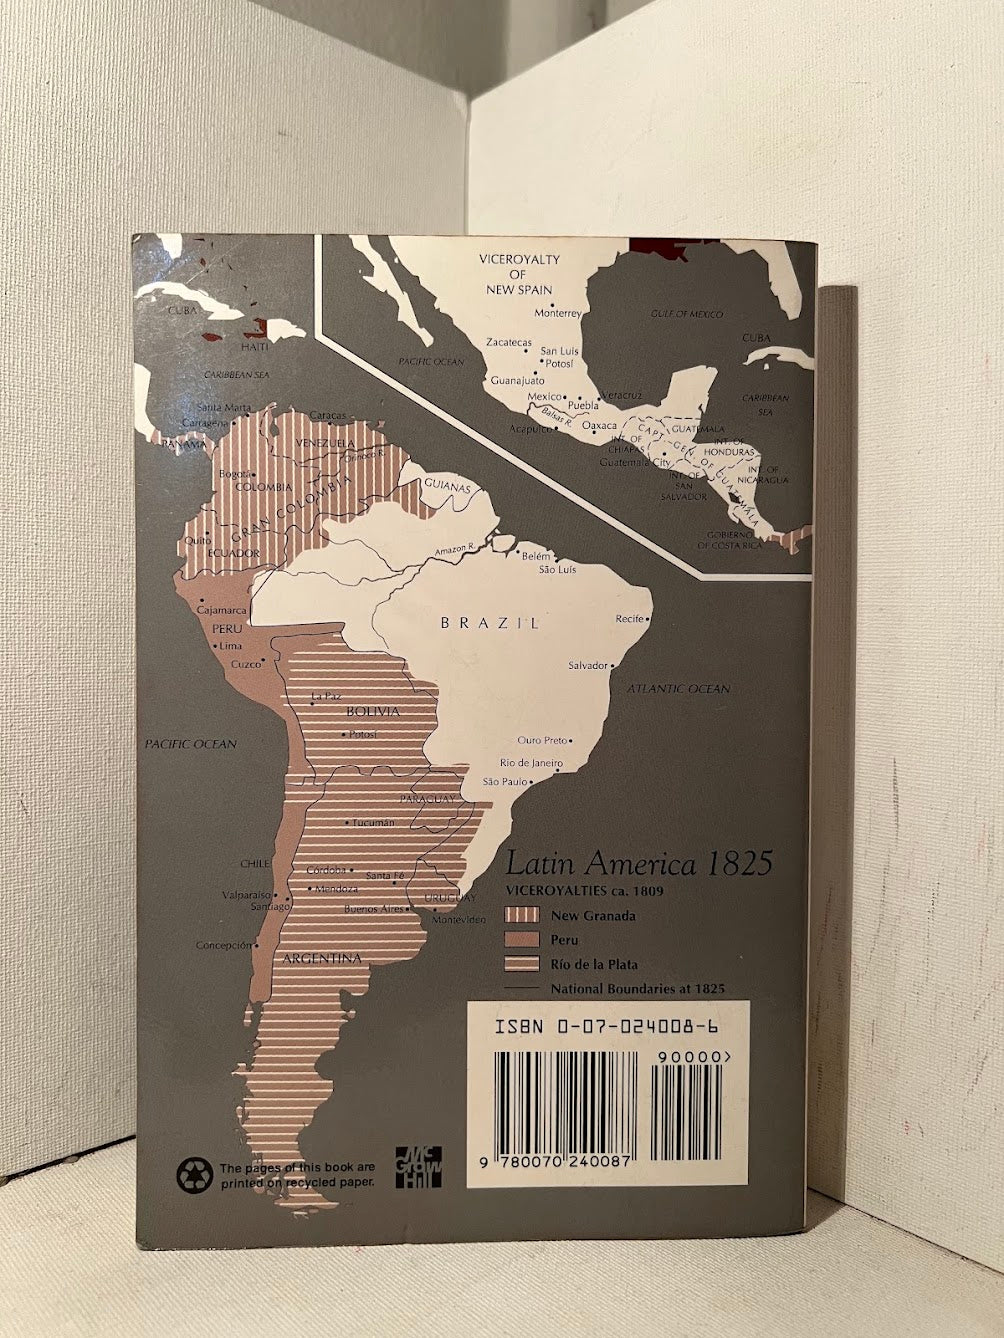 VICEROYALTY
OF
NEW SPAIN
Monterrey
GULF OF MEXICO
CUBA
Zacatecas
San Luis
Potosí
PACIFIC OCEAN
Guanajuato
Mexico
Puebla
Veracruz
CARIBBEAN
SEA
Balsas R.
Acapulco
Oaxaca
GUATEMALA
CAPT.-GEN. OF GUATEMALA
INT. OF
CHIAPAS
INT. OF
HONDURAS
Guatemala City
INT. OF
SAN
SALVADOR
INT. OF
NICARAGUA
GOBIERNO
OF COSTA RICA
CUBA
HAITI
CARIBBEAN SEA
Santa Marta
Cartagena
Caracas
PANAMA
VENEZUELA
Orinoco R.
Bogotá
COLOMBIA
GRAN COLOMBIA
GUIANAS
Quito
ECUADOR
Amazon R.
Belém
São Luís
Cajamarca
PERU
Lima
Cuzco
BRAZIL
Recife
Salvador
ATLANTIC OCEAN
La Paz
BOLIVIA
Potosí
PACIFIC OCEAN
Ouro Preto
Rio de Janeiro
São Paulo
PARAGUAY
Tucumán
CHILE
Córdoba
Santa Fé
Mendoza
Valparaíso
Santiago
URUGUAY
Buenos Aires
Montevideo
Concepción
ARGENTINA
Latin America 1825
VICEROYALTIES ca. 1809
New Granada
Peru
Río de la Plata
National Boundaries at 1825
ISBN 0-07-024008-6
90000>
9 780070 240087
The pages of this book are
printed on recycled paper.
Mc
Graw
Hill